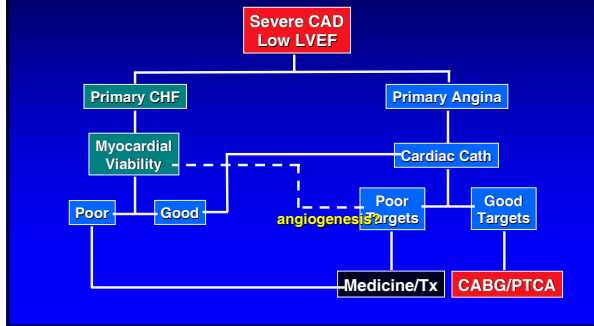 Severe CAD
Low LVEF
Primary CHF
Primary Angina
Myocardial
Viability
Cardiac Cath
Poor
Good
Poor
Targets
Good
Targets
angiogenesis?
Medicine/Tx
CABG/PTCA